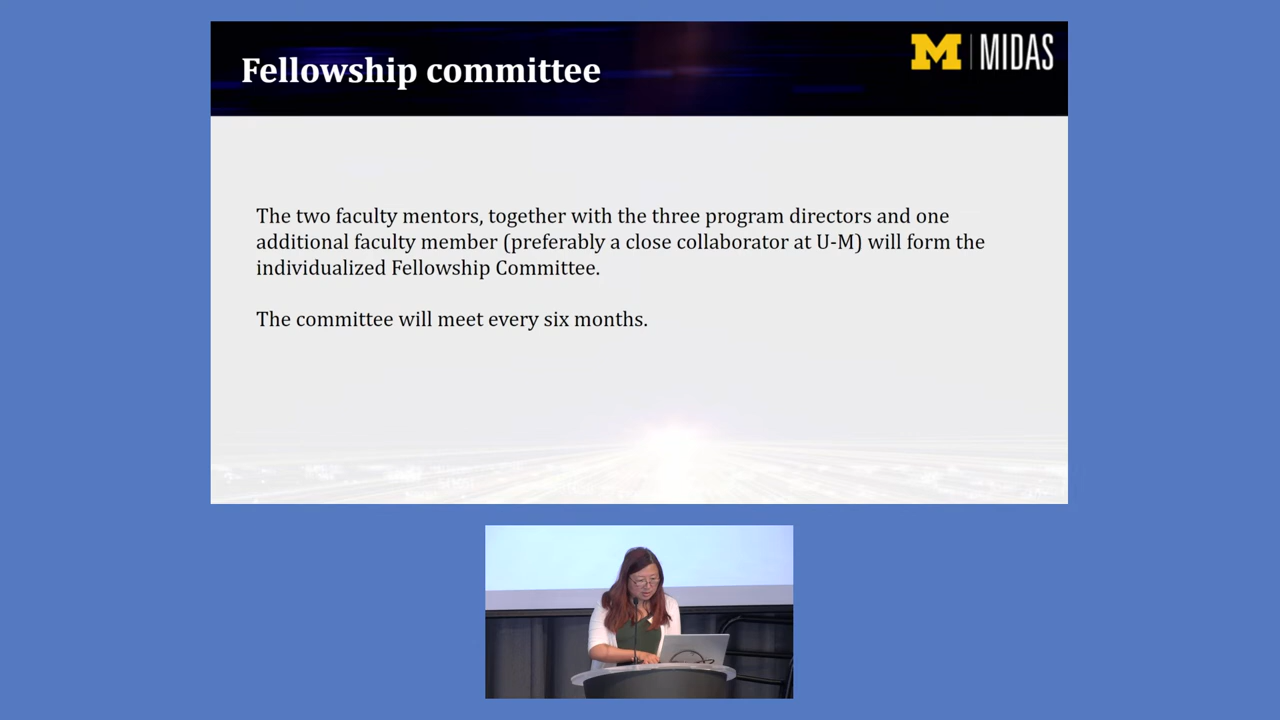 Fellowship committee
M | MIDAS
The two faculty mentors, together with the three program directors and one
additional faculty member (preferably a close collaborator at U-M) will form the
individualized Fellowship Committee.
The committee will meet every six months.